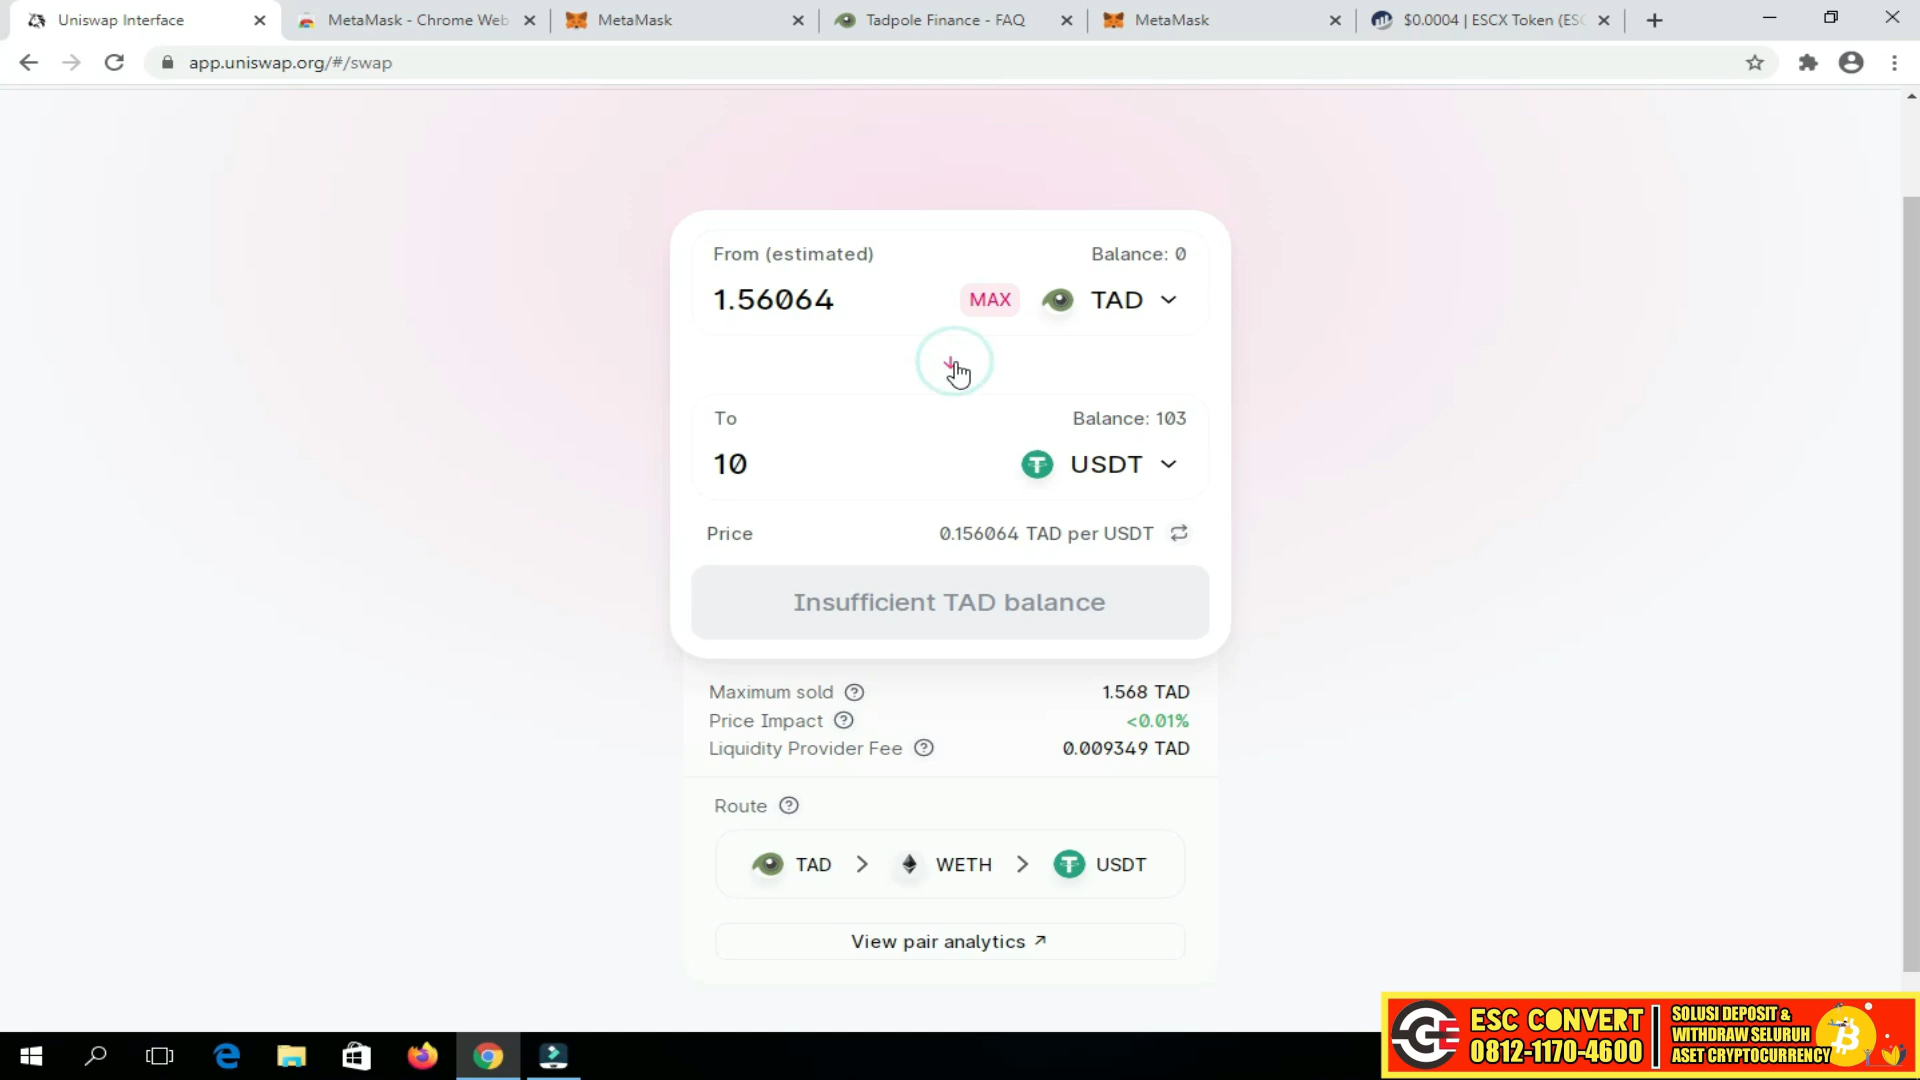 Uniswap Interface
MetaMask - Chrome Web
MetaMask
Tadpole Finance - FAQ
MetaMask
$0.0004 | ESCX Token (ESC
app.uniswap.org/#/swap
From (estimated)
Balance: 0
1.56064
MAX
TAD
To
Balance: 103
10
USDT
Price
0.156064 TAD per USDT
Insufficient TAD balance
Maximum sold
1.568 TAD
Price Impact
<0.01%
Liquidity Provider Fee
0.009349 TAD
Route
TAD > WETH > USDT
View pair analytics ↗
ESC CONVERT
0812-1170-4600
SOLUSI DEPOSIT &
WITHDRAW SELURUH
ASET CRYPTOCURRENCY